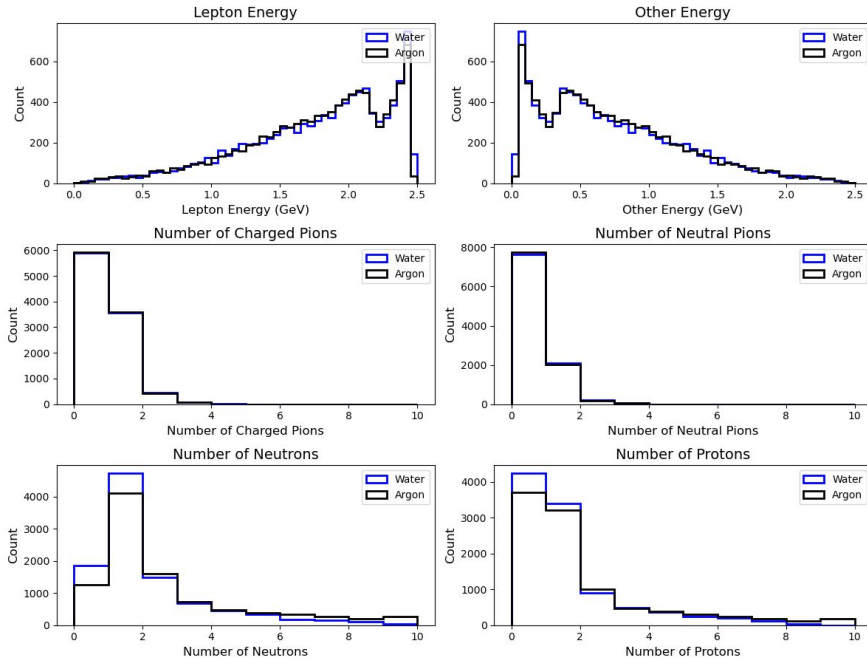 Lepton Energy
Count
600
400
200
0
Water
Argon
0.0 0.5 1.0 1.5 2.0 2.5
Lepton Energy (GeV)
Other Energy
Count
600
400
200
0
Water
Argon
0.0 0.5 1.0 1.5 2.0 2.5
Other Energy (GeV)
Number of Charged Pions
Count
6000
5000
4000
3000
2000
1000
0
Water
Argon
0 2 4 6 8 10
Number of Charged Pions
Number of Neutral Pions
Count
8000
6000
4000
2000
0
Water
Argon
0 2 4 6 8 10
Number of Neutral Pions
Number of Neutrons
Count
4000
3000
2000
1000
0
Water
Argon
0 2 4 6 8 10
Number of Neutrons
Number of Protons
Count
4000
3000
2000
1000
0
Water
Argon
0 2 4 6 8 10
Number of Protons